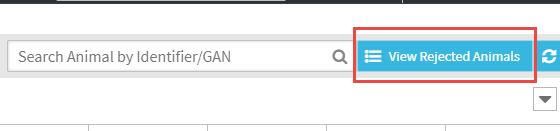 Search Animal by Identifier/GAN
View Rejected Animals